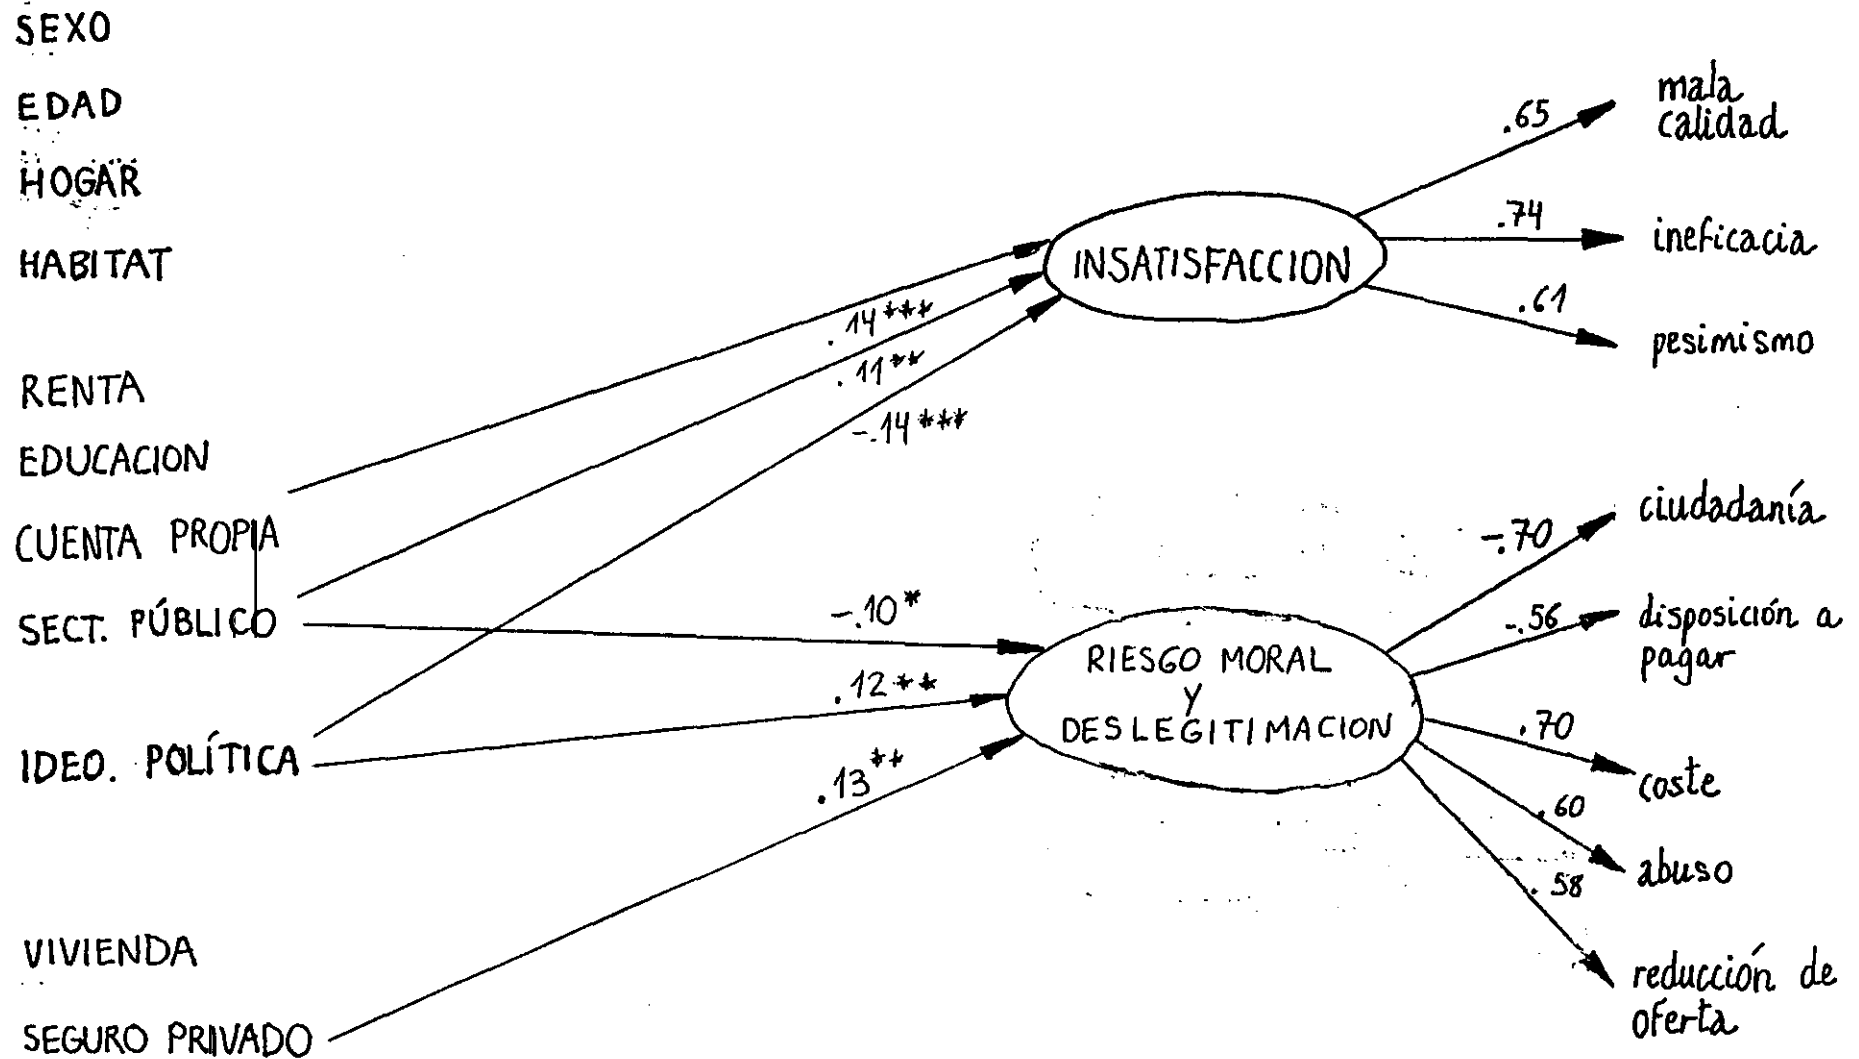 SEXO
EDAD
HOGAR
HABITAT
RENTA
EDUCACION
CUENTA PROPIA
SECT. PÚBLICO
IDEO. POLÍTICA
VIVIENDA
SEGURO PRIVADO
.14***
.11**
-.14***
-.10*
.12**
.13**
INSATISFACCION
RIESGO MORAL
Y
DESLEGITIMACION
.65
.74
.61
-.70
-.56
.70
.60
.58
mala
calidad
ineficacia
pesimismo
ciudadanía
disposición a
pagar
coste
abuso
reducción de
oferta